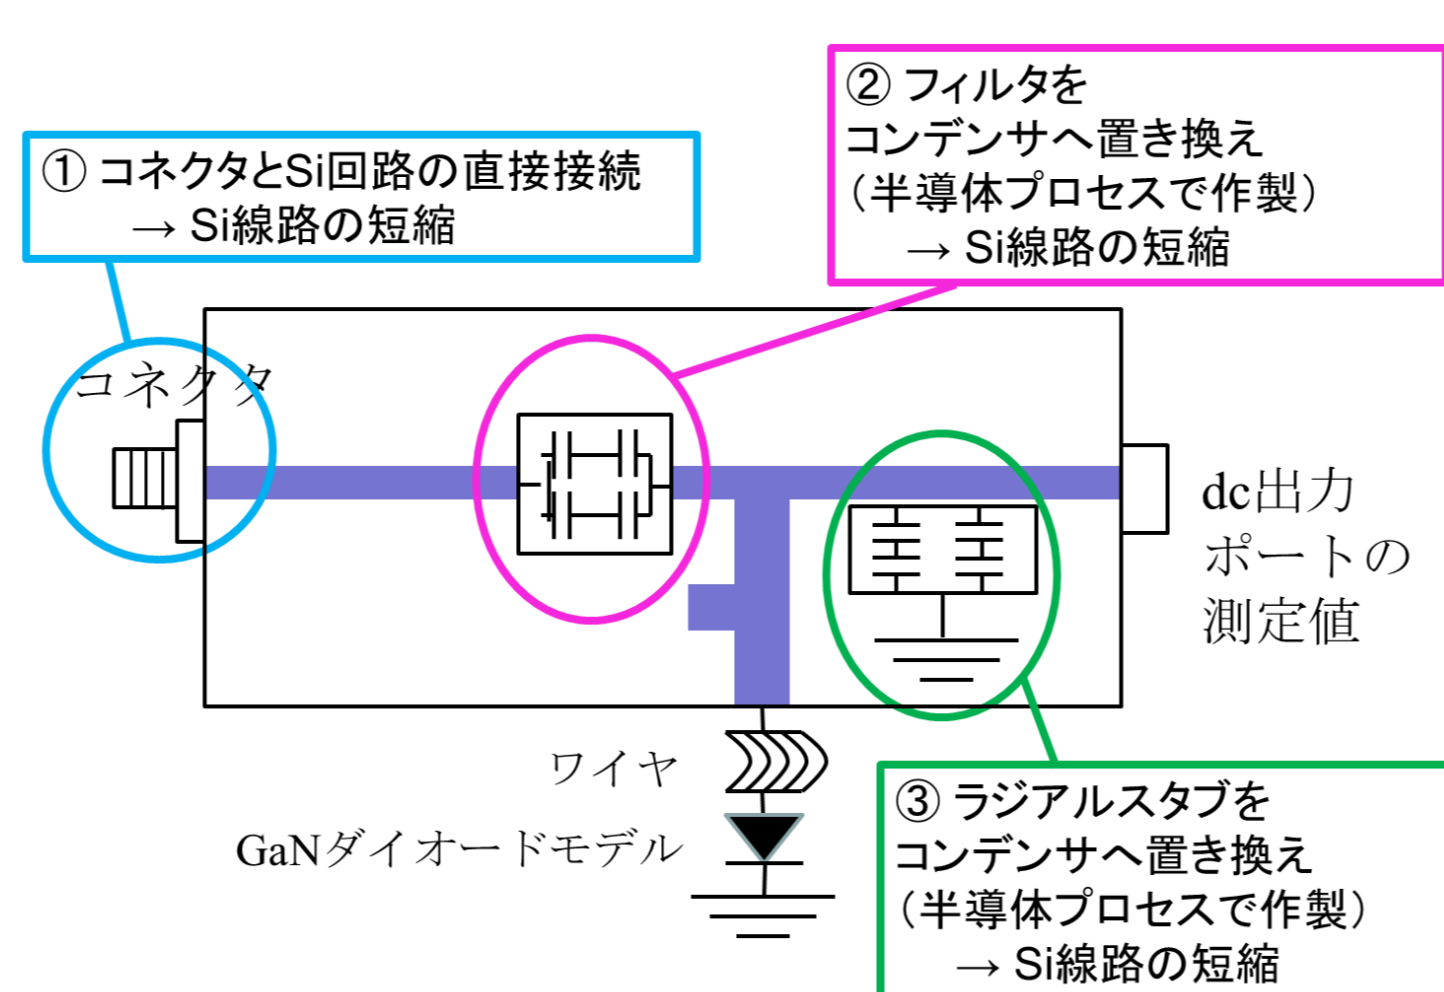 ① コネクタとSi回路の直接接続
→ Si線路の短縮
② フィルタを
コンデンサへ置き換え
（半導体プロセスで作製）
→ Si線路の短縮
コネクタ
dc出力
ポートの
測定値
ワイヤ
GaNダイオードモデル
③ ラジアルスタブを
コンデンサへ置き換え
（半導体プロセスで作製）
→ Si線路の短縮